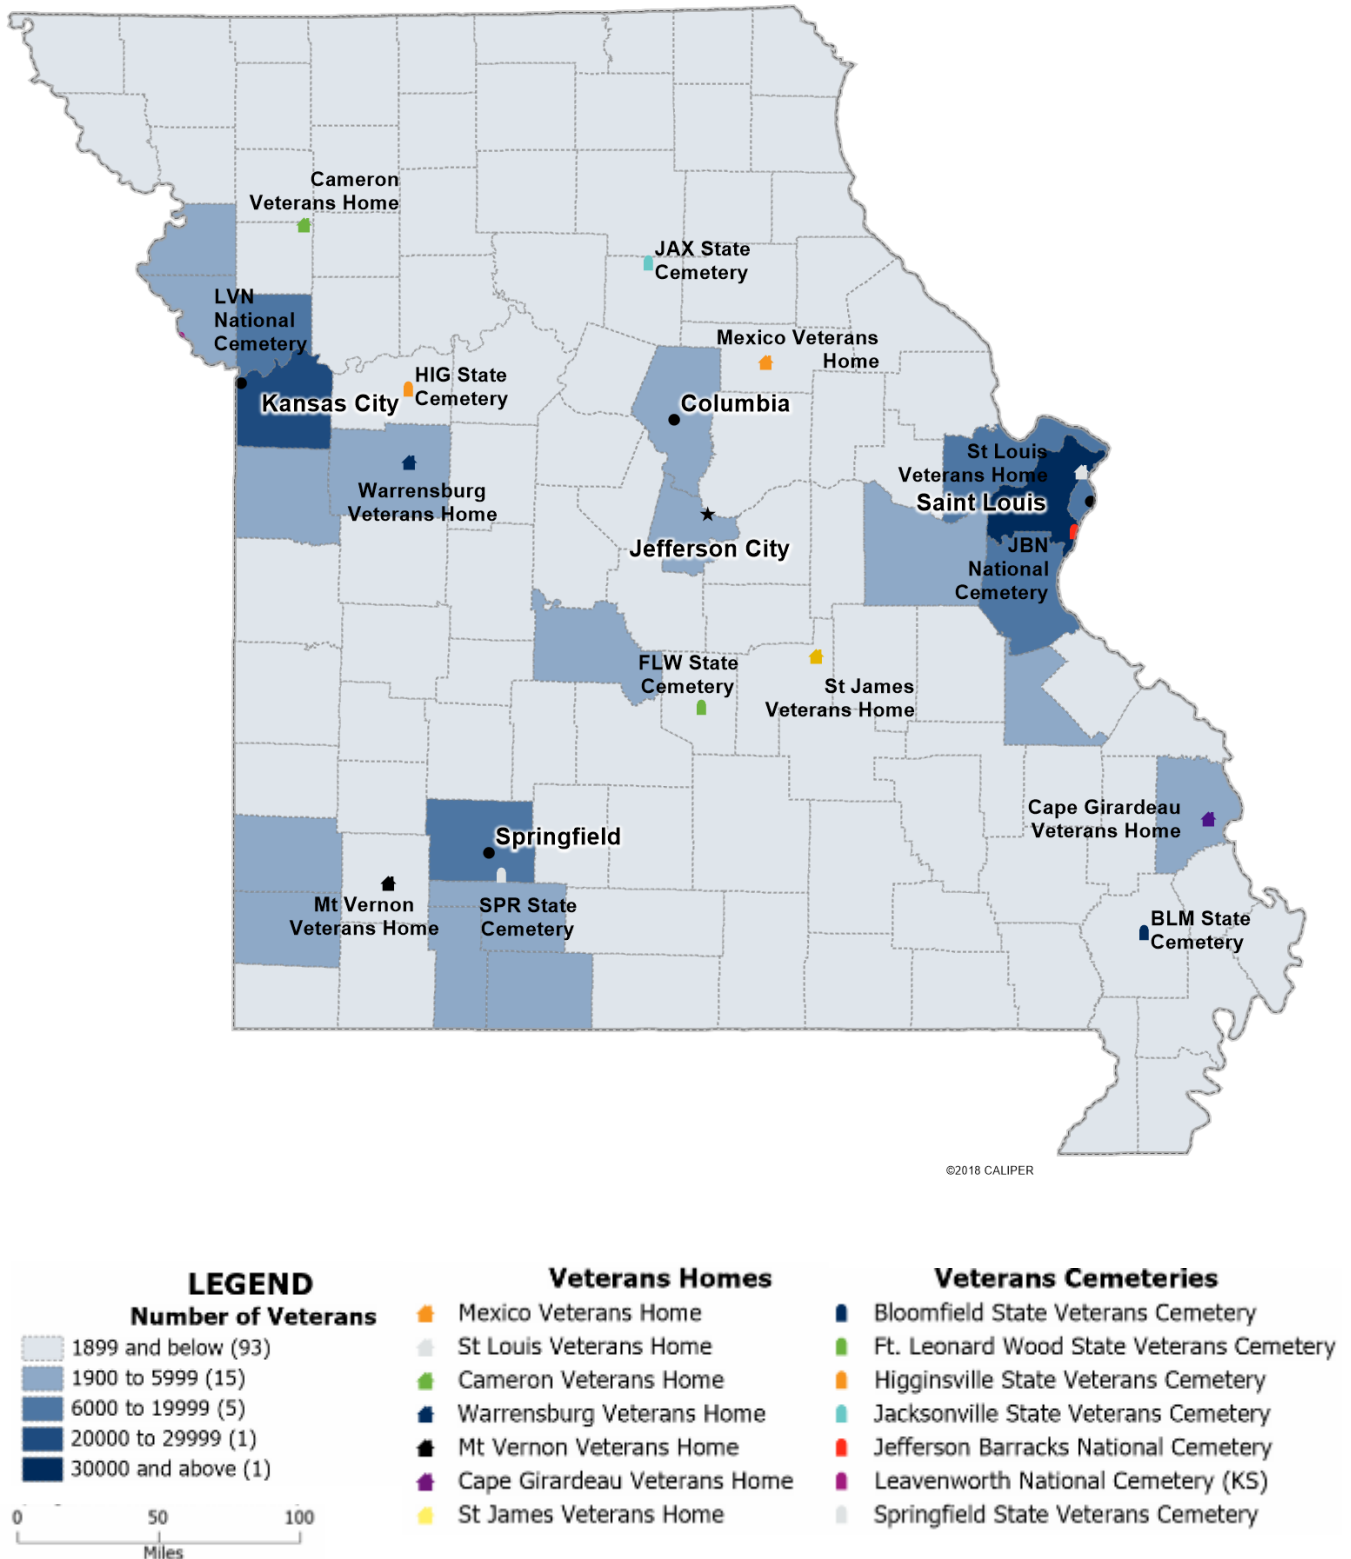 Cameron
Veterans Home
JAX State
Cemetery
LVN
National
Cemetery
Mexico Veterans
Home
HIG State
Cemetery
Kansas City
Columbia
St Louis
Veterans Home
Warrensburg
Veterans Home
Saint Louis
Jefferson City
JBN
National
Cemetery
FLW State
Cemetery
St James
Veterans Home
Cape Girardeau
Veterans Home
Springfield
Mt Vernon
Veterans Home
SPR State
Cemetery
BLM State
Cemetery
©2018 CALIPER
LEGEND
Number of Veterans
1899 and below (93)
1900 to 5999 (15)
6000 to 19999 (5)
20000 to 29999 (1)
30000 and above (1)
0 50 100
Miles
Veterans Homes
Mexico Veterans Home
St Louis Veterans Home
Cameron Veterans Home
Warrensburg Veterans Home
Mt Vernon Veterans Home
Cape Girardeau Veterans Home
St James Veterans Home
Veterans Cemeteries
Bloomfield State Veterans Cemetery
Ft. Leonard Wood State Veterans Cemetery
Higginsville State Veterans Cemetery
Jacksonville State Veterans Cemetery
Jefferson Barracks National Cemetery
Leavenworth National Cemetery (KS)
Springfield State Veterans Cemetery